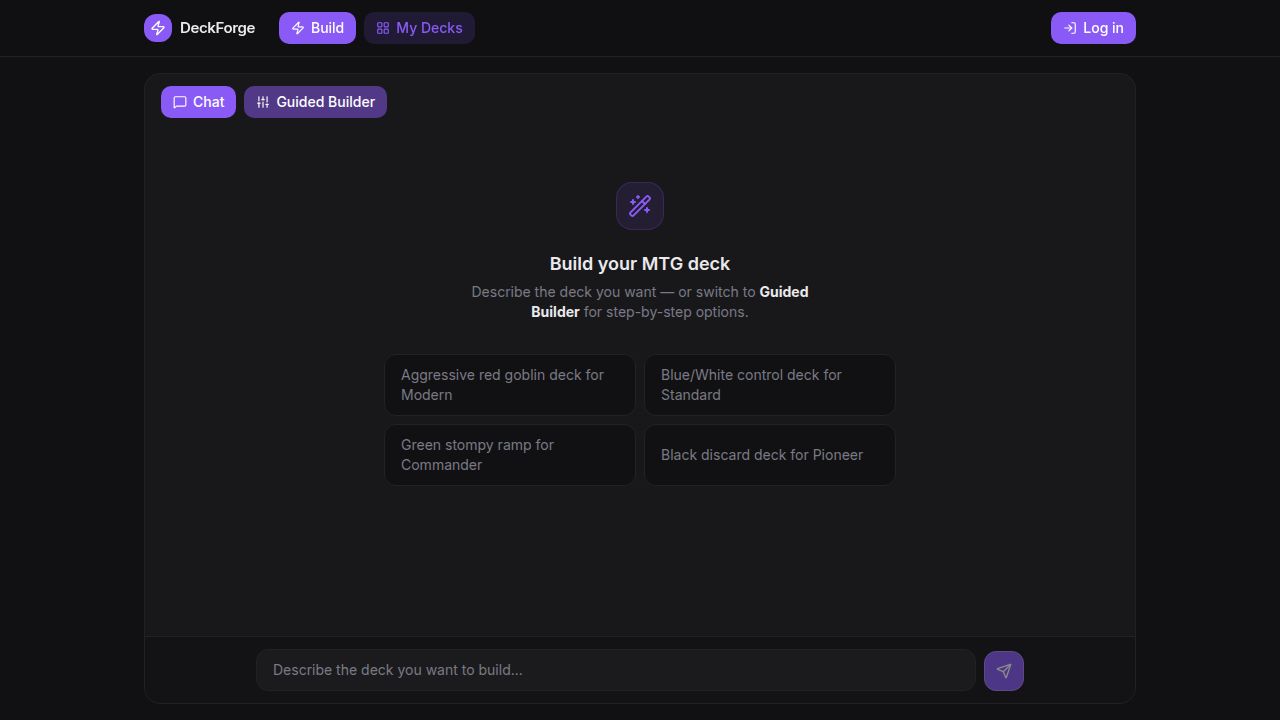 DeckForge
Build
My Decks
Log in
Chat
Guided Builder
Build your MTG deck
Describe the deck you want — or switch to Guided
Builder for step-by-step options.
Aggressive red goblin deck for
Modern
Blue/White control deck for
Standard
Green stompy ramp for
Commander
Black discard deck for Pioneer
Describe the deck you want to build...